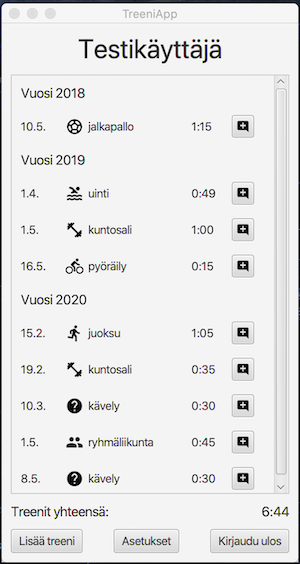 TreeniApp
Testikäyttäjä
Vuosi 2018
10.5. jalkapallo 1:15
Vuosi 2019
1.4. uinti 0:49
1.5. kuntosali 1:00
16.5. pyöräily 0:15
Vuosi 2020
15.2. juoksu 1:05
19.2. kuntosali 0:35
10.3. ? kävely 0:30
1.5. ryhmäliikunta 0:45
8.5. ? kävely 0:30
Treenit yhteensä: 6:44
Lisää treeni Asetukset Kirjaudu ulos